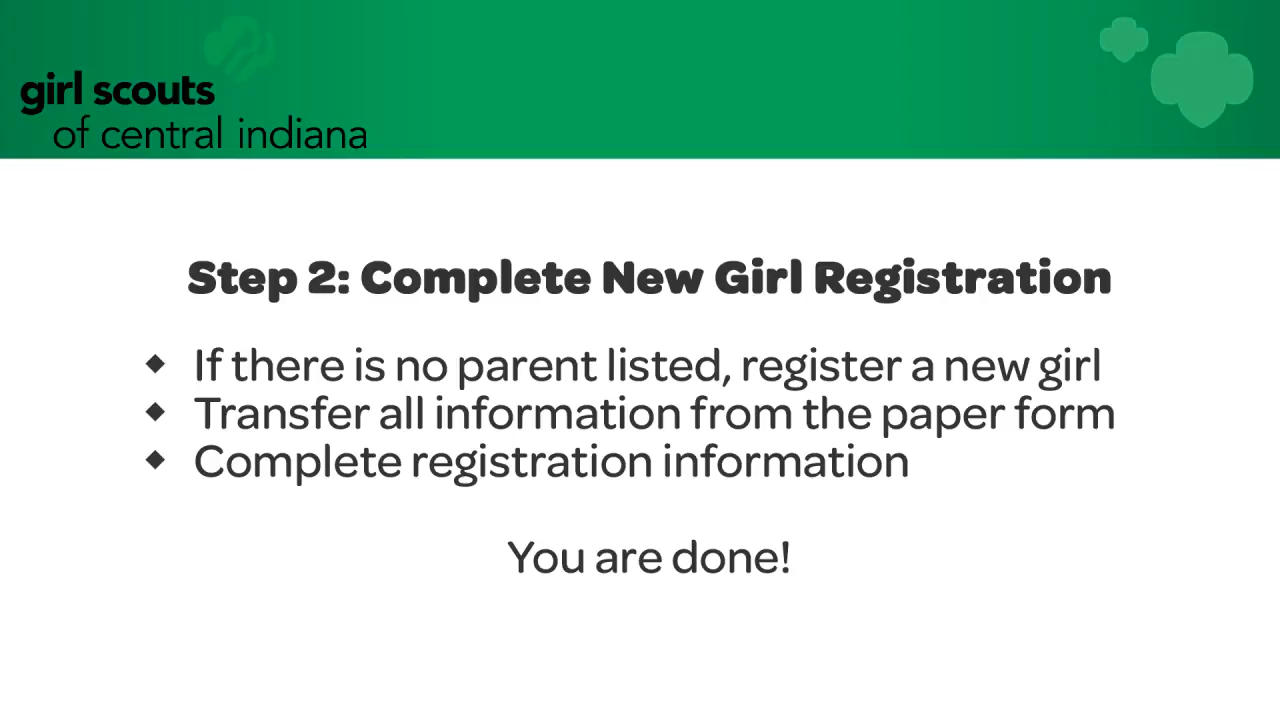 girl scouts
of central indiana
Step 2: Complete New Girl Registration
◆ If there is no parent listed, register a new girl
◆ Transfer all information from the paper form
◆ Complete registration information
You are done!